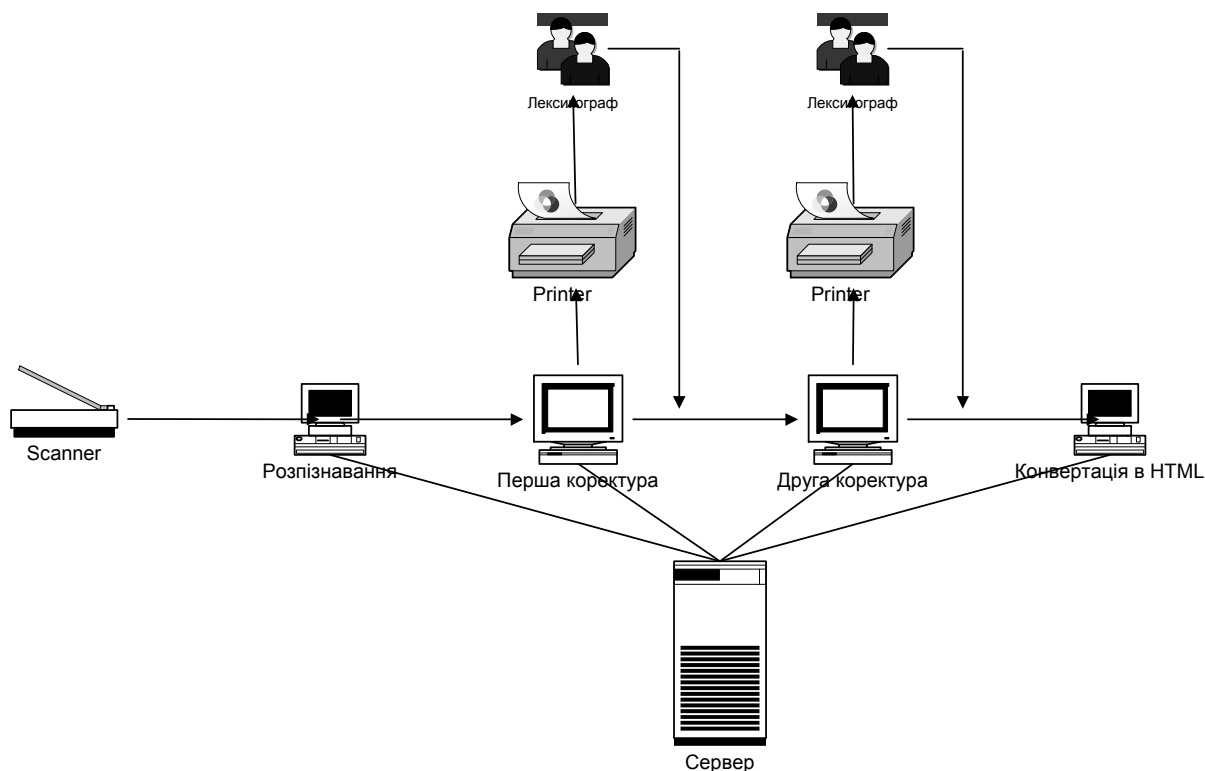 Лексикограф
Лексикограф
Printer
Printer
Scanner
Розпізнавання
Перша коректура
Друга коректура
Конвертація в HTML
Сервер